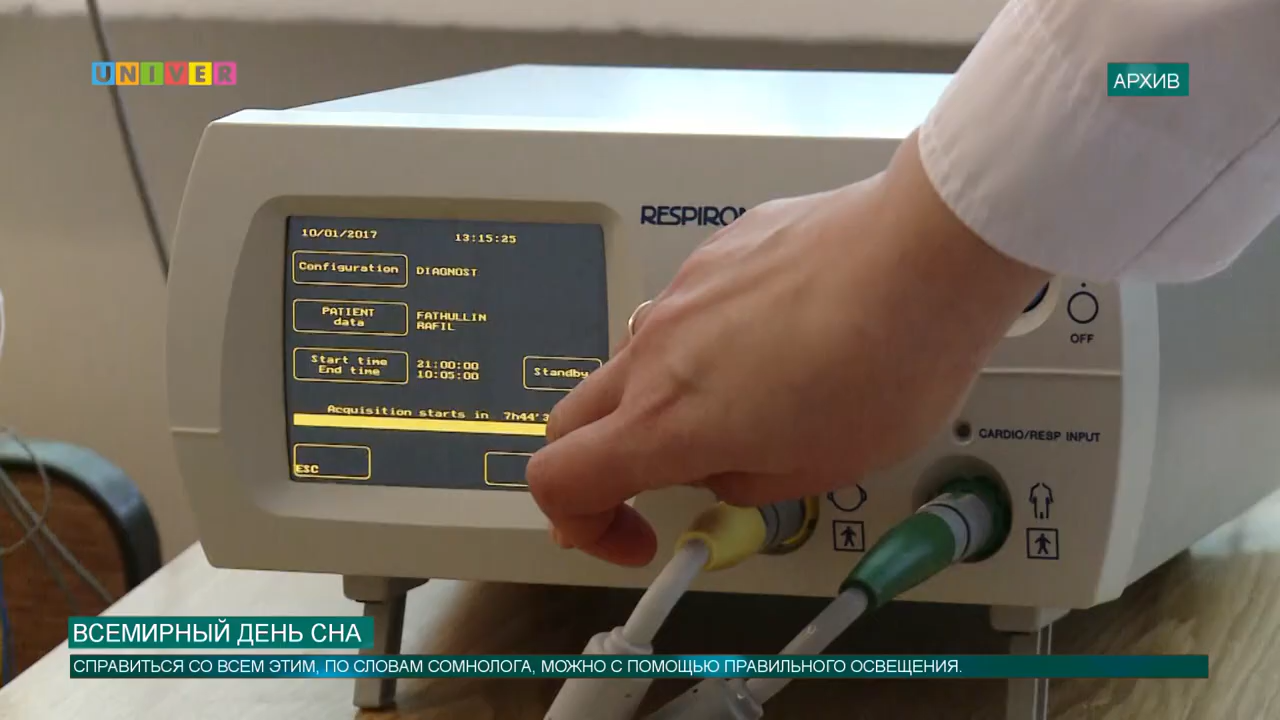 UNIVER
АРХИВ
RESPIRON
10/01/2017 13:15:25
Configuration DIAGNOST
PATIENT data FATHULLIN RAFIL
Start time 21:00:00
End time 10:05:00
Standby
Acquisition starts in 7h44'3
ESC
OFF
CARDIO/RESP INPUT
ВСЕМИРНЫЙ ДЕНЬ СНА
СПРАВИТЬСЯ СО ВСЕМ ЭТИМ, ПО СЛОВАМ СОМНОЛОГА, МОЖНО С ПОМОЩЬЮ ПРАВИЛЬНОГО ОСВЕЩЕНИЯ.